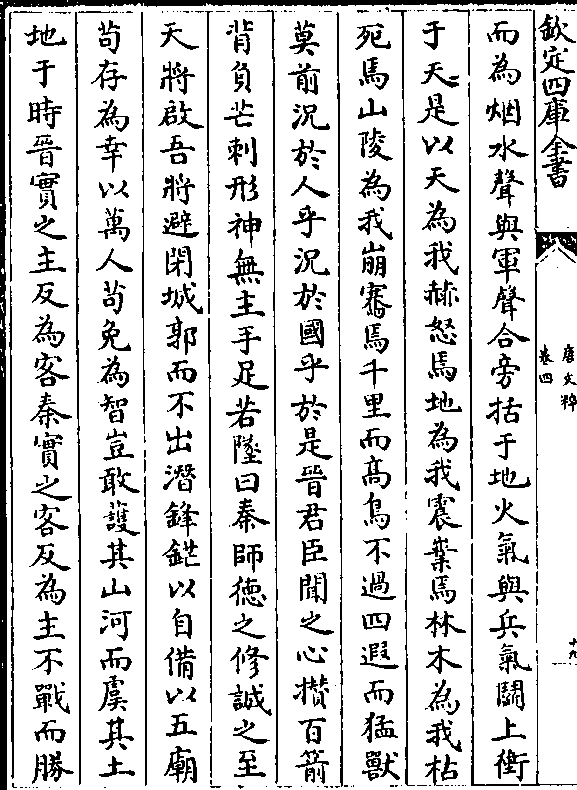 欽定四庫全書
唐文粹
卷四
十九
而為烟水聲與軍聲合旁括于地火氣與兵氣鬭上衝
于天是以天為我赫怒焉地為我震業焉林木為我枯
死焉山陵為我崩騫焉千里而高鳥不過四遐而猛獸
莫前況於人乎況於國乎於是晉君臣聞之心攅百箭
背負芒刺形神無主手足若墜曰秦師德之修誠之至
天將啟吾將避閉城郭而不出潛鋒鋩以自備以五廟
苟存為幸以萬人苟免為智豈敢護其山河而虞其土
地于時晉實之主反為客秦實之客反為主不戰而勝